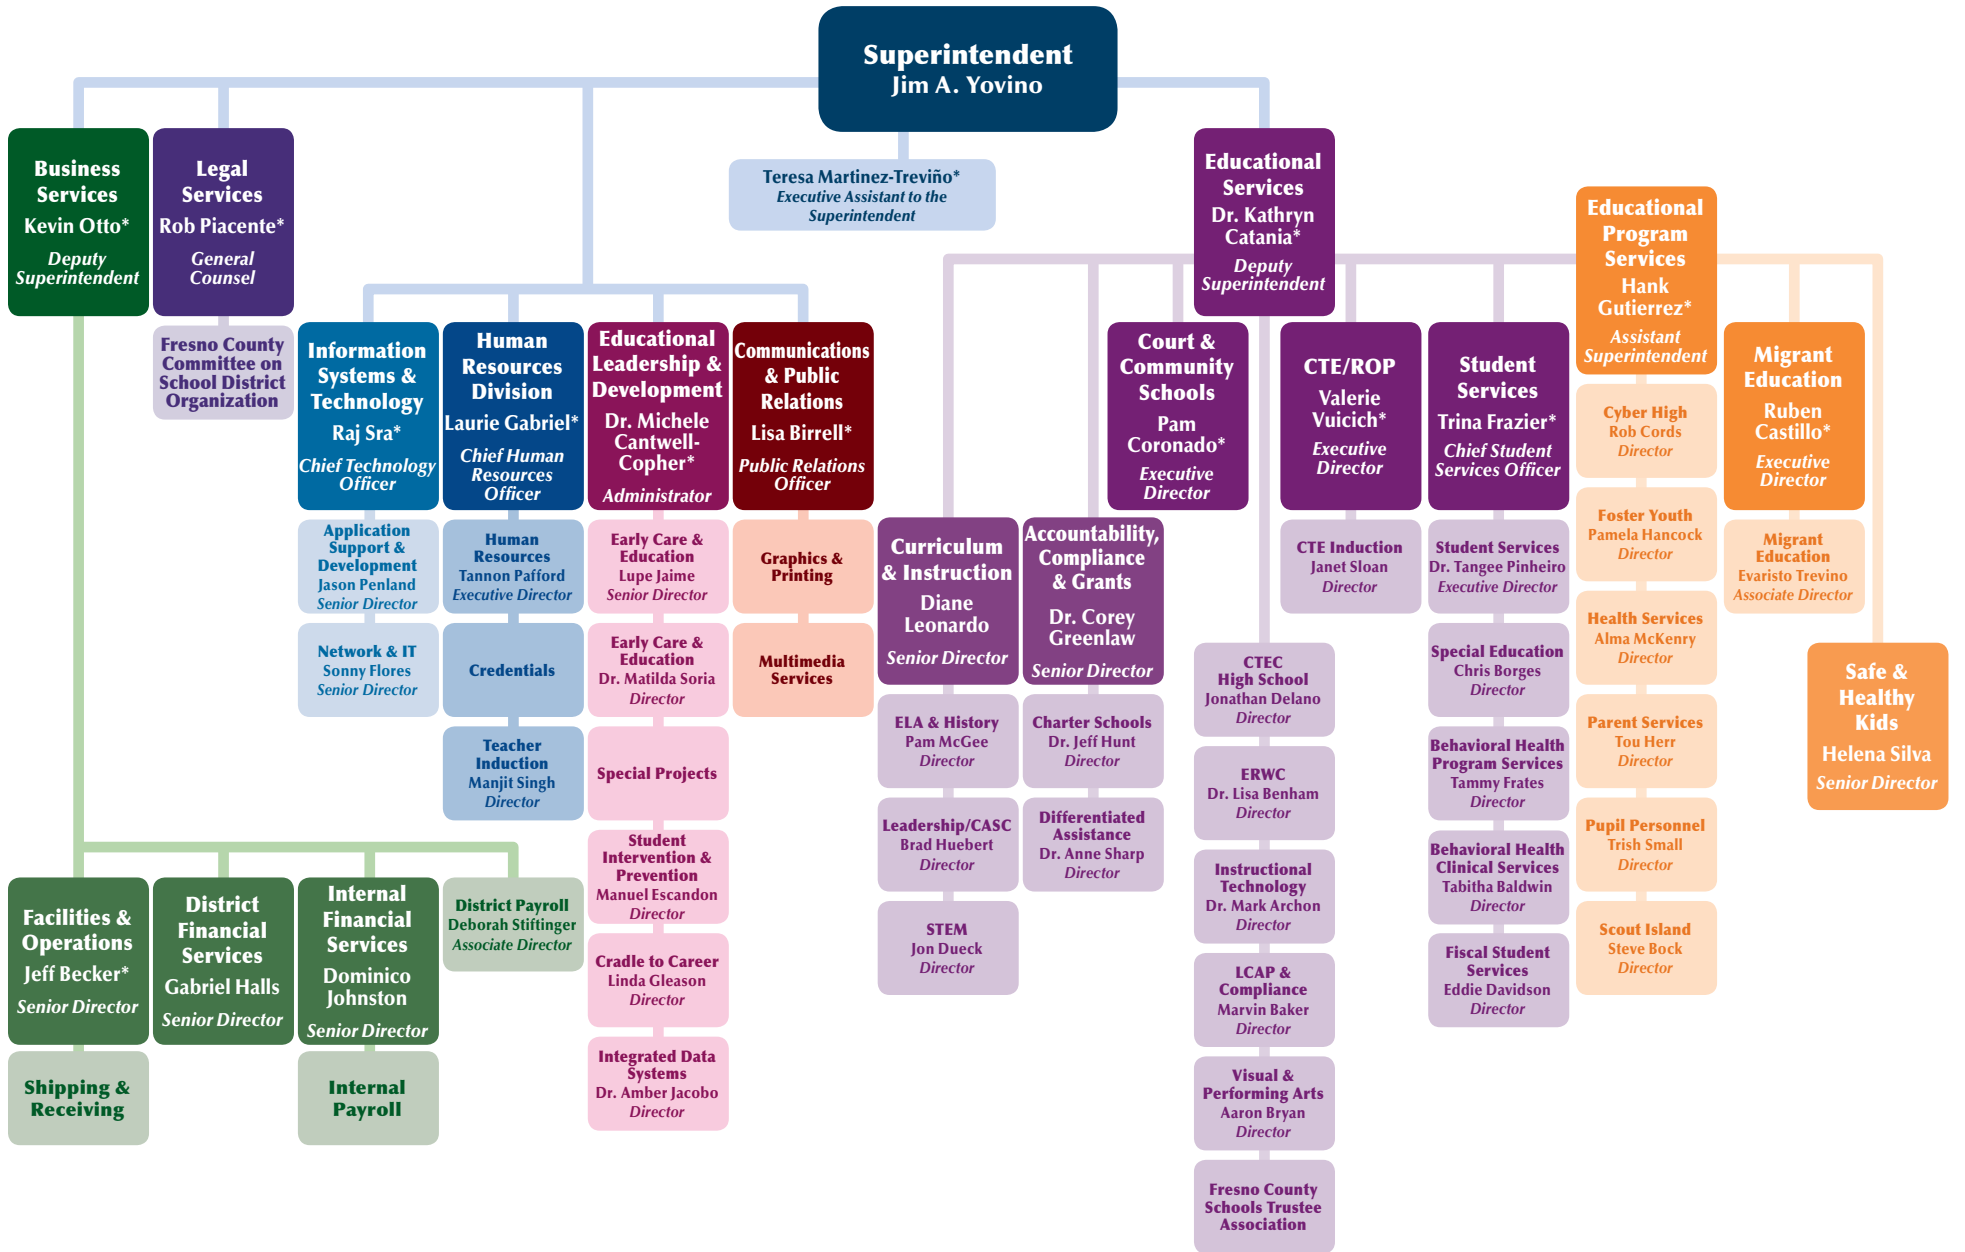 Superintendent
Jim A. Yovino
Teresa Martinez-Treviño*
Executive Assistant to the
Superintendent
Business
Services
Kevin Otto*
Deputy
Superintendent
Legal
Services
Rob Piacente*
General
Counsel
Fresno County
Committee on
School District
Organization
Information
Systems &
Technology
Raj Sra*
Chief Technology
Officer
Application
Support &
Development
Jason Penland
Senior Director
Network & IT
Sonny Flores
Senior Director
Human
Resources
Division
Laurie Gabriel*
Chief Human
Resources
Officer
Human
Resources
Tannon Pafford
Executive Director
Credentials
Teacher
Induction
Manjit Singh
Director
Educational
Leadership &
Development
Dr. Michele
Cantwell-
Copher*
Administrator
Early Care &
Education
Lupe Jaime
Senior Director
Early Care &
Education
Dr. Matilda Soria
Director
Special Projects
Student
Intervention &
Prevention
Manuel Escandon
Director
Cradle to Career
Linda Gleason
Director
Integrated Data
Systems
Dr. Amber Jacobo
Director
Communications
& Public
Relations
Lisa Birrell*
Public Relations
Officer
Graphics &
Printing
Multimedia
Services
Facilities &
Operations
Jeff Becker*
Senior Director
Shipping &
Receiving
District
Financial
Services
Gabriel Halls
Senior Director
Internal
Financial
Services
Dominico
Johnston
Senior Director
Internal
Payroll
District Payroll
Deborah Stiftinger
Associate Director
Educational
Services
Dr. Kathryn
Catania*
Deputy
Superintendent
Curriculum
& Instruction
Diane
Leonardo
Senior Director
ELA & History
Pam McGee
Director
Leadership/CASC
Brad Huebert
Director
STEM
Jon Dueck
Director
Accountability,
Compliance
& Grants
Dr. Corey
Greenlaw
Senior Director
Charter Schools
Dr. Jeff Hunt
Director
Differentiated
Assistance
Dr. Anne Sharp
Director
Court &
Community
Schools
Pam
Coronado*
Executive
Director
CTEC
High School
Jonathan Delano
Director
ERWC
Dr. Lisa Benham
Director
Instructional
Technology
Dr. Mark Archon
Director
LCAP &
Compliance
Marvin Baker
Director
Visual &
Performing Arts
Aaron Bryan
Director
Fresno County
Schools Trustee
Association
CTE/ROP
Valerie
Vuicich*
Executive
Director
CTE Induction
Janet Sloan
Director
Student
Services
Trina Frazier*
Chief Student
Services Officer
Student Services
Dr. Tangee Pinheiro
Executive Director
Special Education
Chris Borges
Director
Behavioral Health
Program Services
Tammy Frates
Director
Behavioral Health
Clinical Services
Tabitha Baldwin
Director
Fiscal Student
Services
Eddie Davidson
Director
Educational
Program
Services
Hank
Gutierrez*
Assistant
Superintendent
Cyber High
Rob Cords
Director
Foster Youth
Pamela Hancock
Director
Health Services
Alma McKenry
Director
Parent Services
Tou Herr
Director
Pupil Personnel
Trish Small
Director
Scout Island
Steve Bock
Director
Migrant
Education
Ruben
Castillo*
Executive
Director
Migrant
Education
Evaristo Trevino
Associate Director
Safe &
Healthy
Kids
Helena Silva
Senior Director